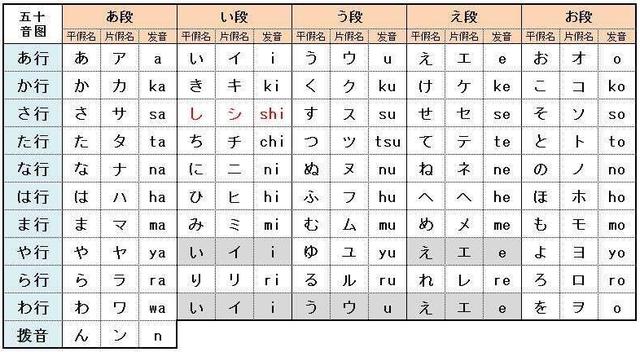 五十音图 あ段 い段 う段 え段 お段
平假名 片假名 发音 平假名 片假名 发音 平假名 片假名 发音 平假名 片假名 发音 平假名 片假名 发音
あ行 あ ア a い イ i う ウ u え エ e お オ o
か行 か カ ka き キ ki く ク ku け ケ ke こ コ ko
さ行 さ サ sa し シ shi す ス su せ セ se そ ソ so
た行 た タ ta ち チ chi つ ツ tsu て テ te と ト to
な行 な ナ na に ニ ni ぬ ヌ nu ね ネ ne の ノ no
は行 は ハ ha ひ ヒ hi ふ フ hu へ ヘ he ほ ホ ho
ま行 ま マ ma み ミ mi む ム mu め メ me も モ mo
や行 や ヤ ya い イ i ゆ ユ yu え エ e よ ヨ yo
ら行 ら ラ ra り リ ri る ル ru れ レ re ろ ロ ro
わ行 わ ワ wa い イ i う ウ u え エ e を ヲ o
拨音 ん ン n